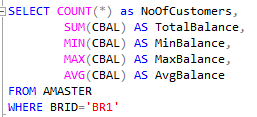 SELECT COUNT(*) as NoOfCustomers,
SUM(CBAL) AS TotalBalance,
MIN(CBAL) AS MinBalance,
MAX(CBAL) AS MaxBalance,
AVG(CBAL) AS AvgBalance
FROM AMASTER
WHERE BRID='BR1'